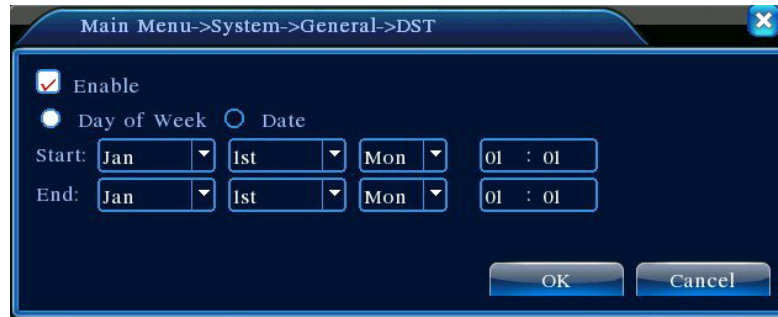 Main Menu->System->General->DST
Enable
Day of Week Date
Start: Jan 1st Mon 01 : 01
End: Jan 1st Mon 01 : 01
OK Cancel